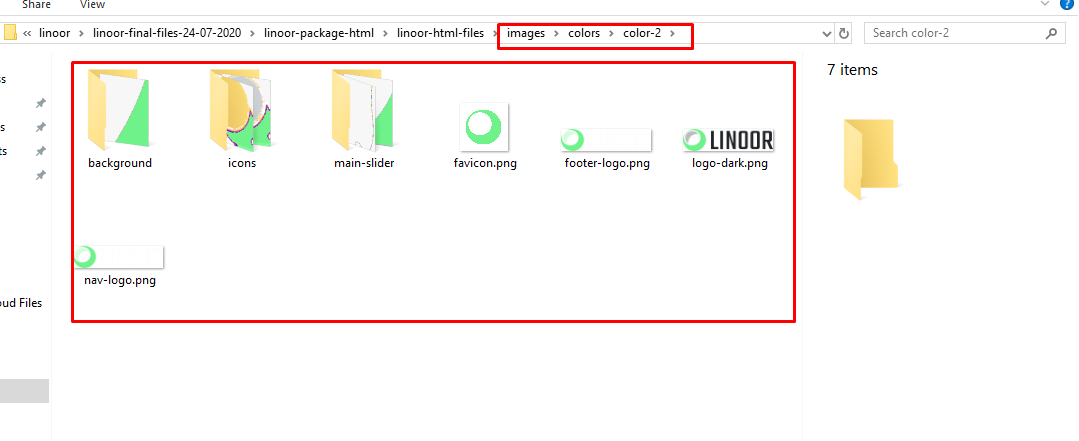 Share View
linoor > linoor-final-files-24-07-2020 > linoor-package-html > linoor-html-files > images > colors > color-2 >
Search color-2
7 items
background
icons
main-slider
favicon.png
footer-logo.png
LINOOR
logo-dark.png
nav-logo.png
oud Files